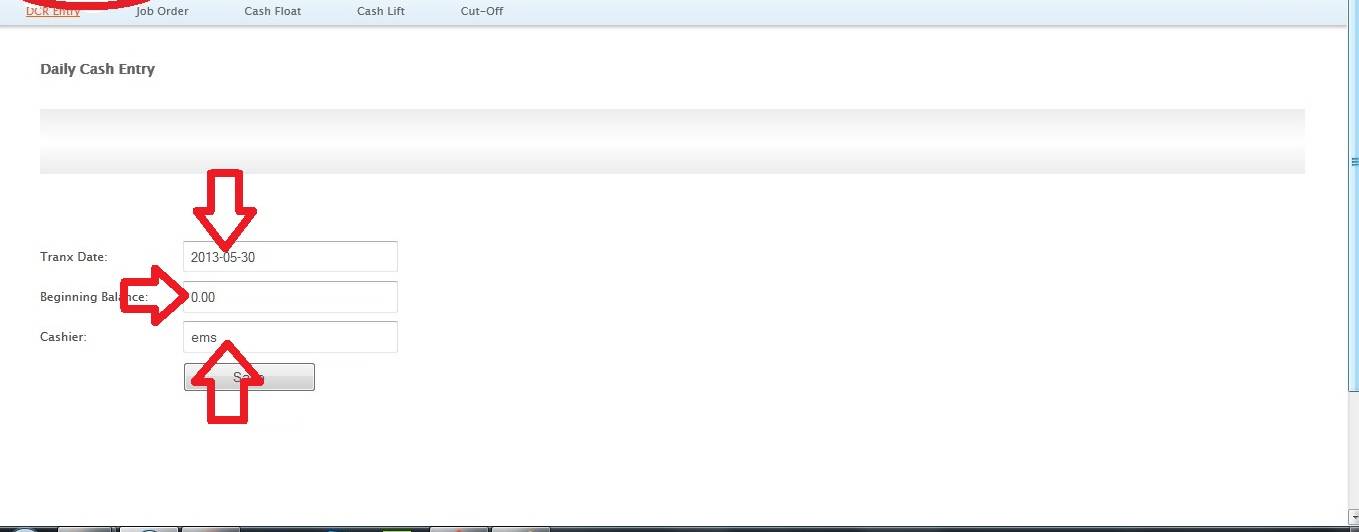 DCR Entry Job Order Cash Float Cash Lift Cut-Off
Daily Cash Entry
Tranx Date: 2013-05-30
Beginning Balance: 0.00
Cashier: ems
Save